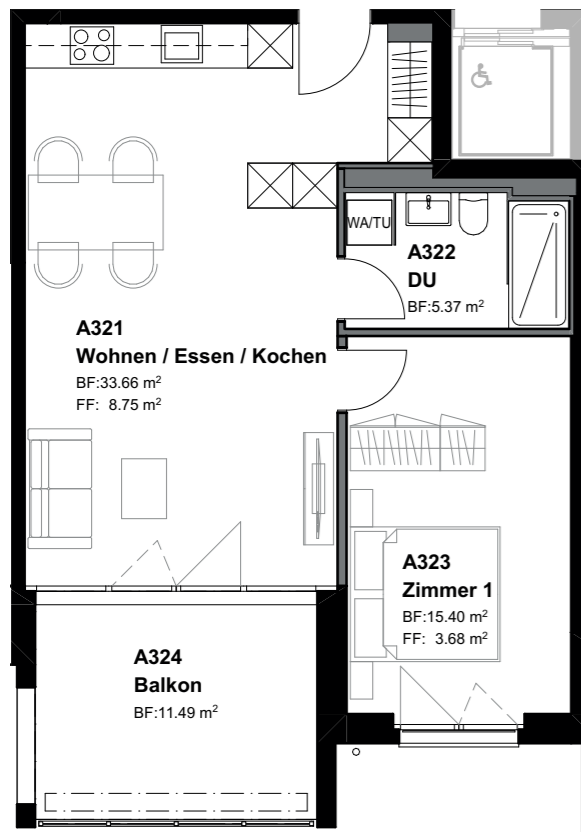 WA/TU
A322
DU
BF:5.37 m²
A321
Wohnen / Essen / Kochen
BF:33.66 m²
FF: 8.75 m²
A323
Zimmer 1
BF:15.40 m²
FF: 3.68 m²
A324
Balkon
BF:11.49 m²